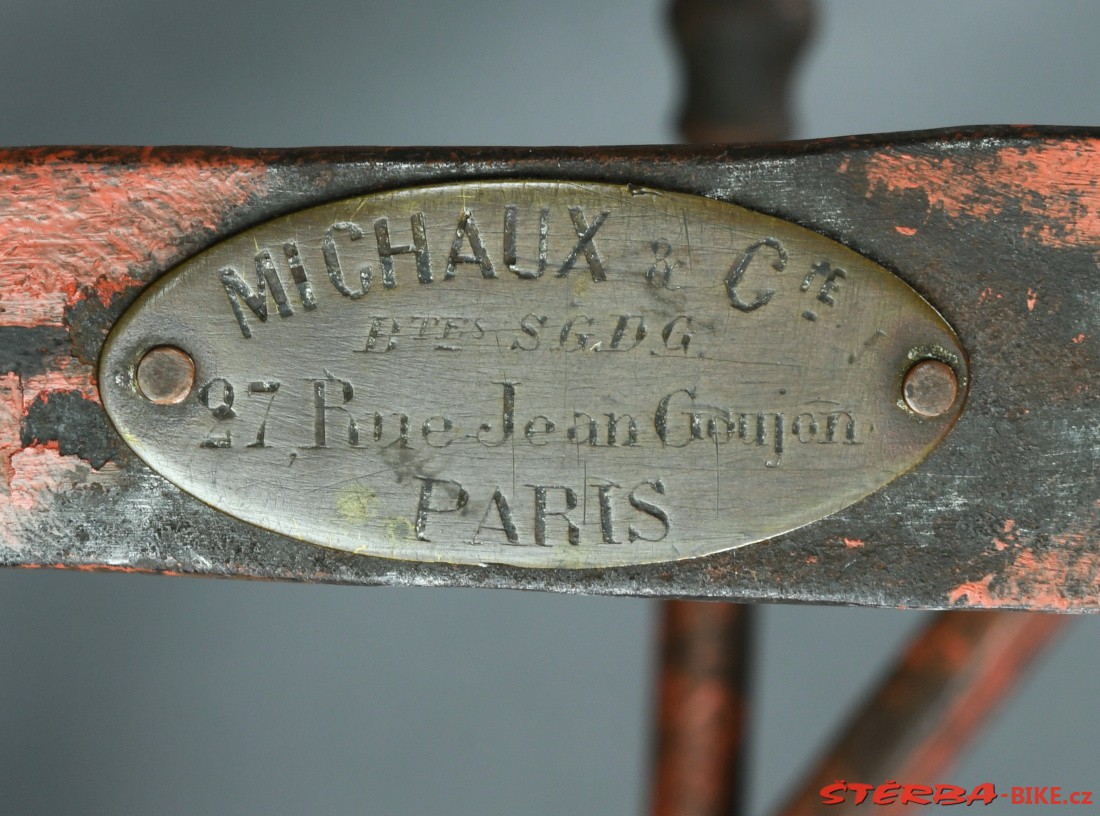 MICHAUX & Cie
BTES S.G.D.G.
27, Rue Jean Goujon
PARIS
ŠTĚRBA-BIKE.cz